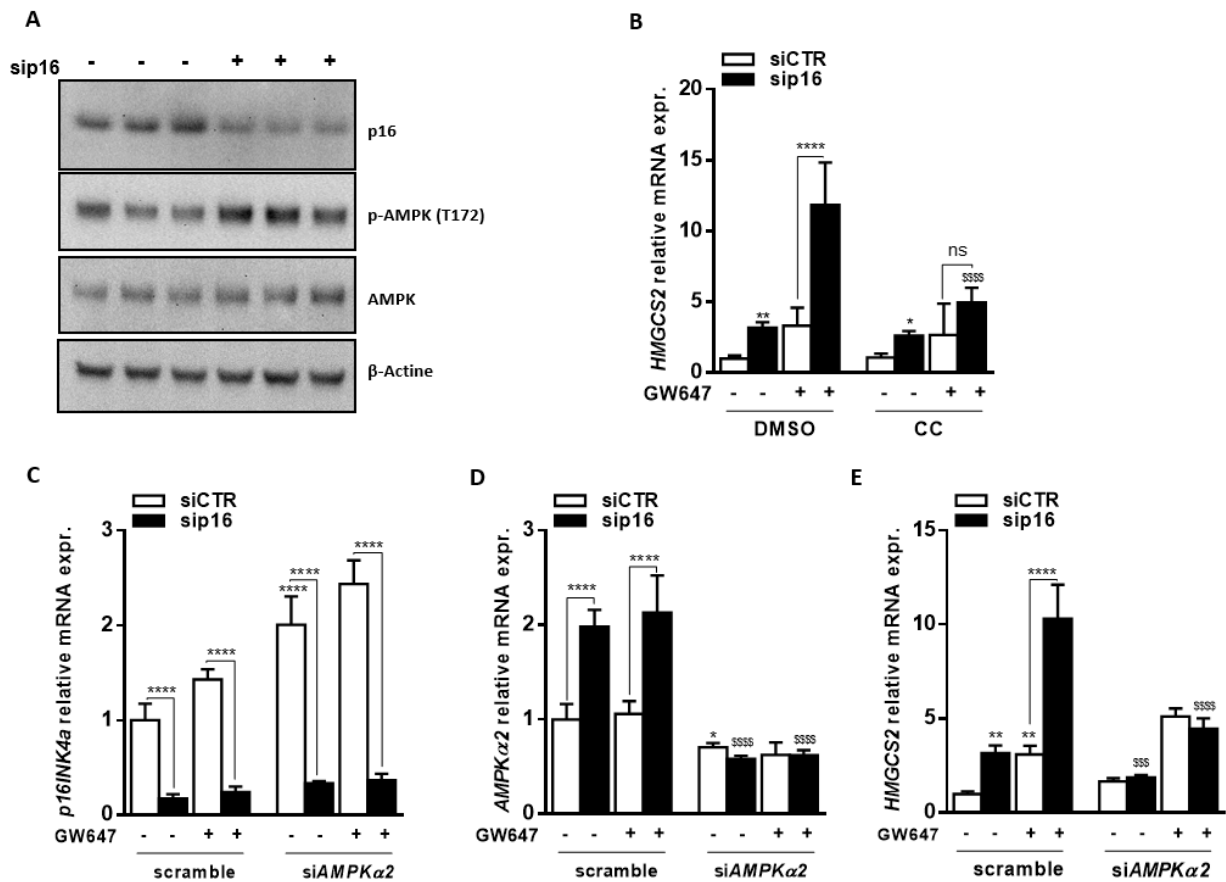 A
sip16 - - - + + +
p16
p-AMPK (T172)
AMPK
β-Actine
B
siCTR
sip16
HMGCS2 relative mRNA expr.
20
15
10
5
0
**
****
*
ns
$$$$
GW647 - - + + - - + +
DMSO CC
C
siCTR
sip16
p16INK4a relative mRNA expr.
3
2
1
0
****
****
****
****
****
GW647 - - + + - - + +
scramble siAMPKα2
D
siCTR
sip16
AMPKα2 relative mRNA expr.
3
2
1
0
****
****
*
$$$$
$$$$
GW647 - - + + - - + +
scramble siAMPKα2
E
siCTR
sip16
HMGCS2 relative mRNA expr.
15
10
5
0
**
**
****
$$$
$$$$
GW647 - - + + - - + +
scramble siAMPKα2